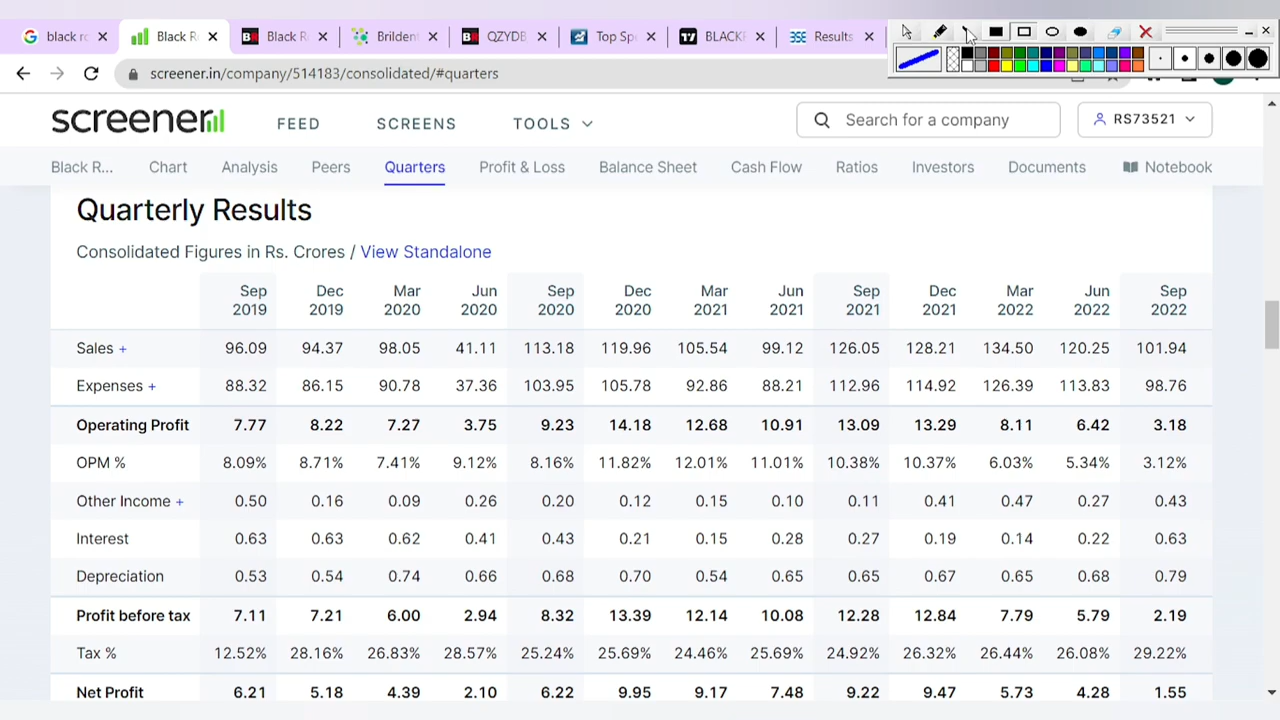 black ro
Black R
Black R
Brilden
QZYDB
Top Sp
BLACK
Results
screener.in/company/514183/consolidated/#quarters
screener
FEED
SCREENS
TOOLS
Search for a company
RS73521
Black R...
Chart
Analysis
Peers
Quarters
Profit & Loss
Balance Sheet
Cash Flow
Ratios
Investors
Documents
Notebook
Quarterly Results
Consolidated Figures in Rs. Crores / View Standalone
Sep 2019 Dec 2019 Mar 2020 Jun 2020 Sep 2020 Dec 2020 Mar 2021 Jun 2021 Sep 2021 Dec 2021 Mar 2022 Jun 2022 Sep 2022
Sales + 96.09 94.37 98.05 41.11 113.18 119.96 105.54 99.12 126.05 128.21 134.50 120.25 101.94
Expenses + 88.32 86.15 90.78 37.36 103.95 105.78 92.86 88.21 112.96 114.92 126.39 113.83 98.76
Operating Profit 7.77 8.22 7.27 3.75 9.23 14.18 12.68 10.91 13.09 13.29 8.11 6.42 3.18
OPM % 8.09% 8.71% 7.41% 9.12% 8.16% 11.82% 12.01% 11.01% 10.38% 10.37% 6.03% 5.34% 3.12%
Other Income + 0.50 0.16 0.09 0.26 0.20 0.12 0.15 0.10 0.11 0.41 0.47 0.27 0.43
Interest 0.63 0.63 0.62 0.41 0.43 0.21 0.15 0.28 0.27 0.19 0.14 0.22 0.63
Depreciation 0.53 0.54 0.74 0.66 0.68 0.70 0.54 0.65 0.65 0.67 0.65 0.68 0.79
Profit before tax 7.11 7.21 6.00 2.94 8.32 13.39 12.14 10.08 12.28 12.84 7.79 5.79 2.19
Tax % 12.52% 28.16% 26.83% 28.57% 25.24% 25.69% 24.46% 25.69% 24.92% 26.32% 26.44% 26.08% 29.22%
Net Profit 6.21 5.18 4.39 2.10 6.22 9.95 9.17 7.48 9.22 9.47 5.73 4.28 1.55